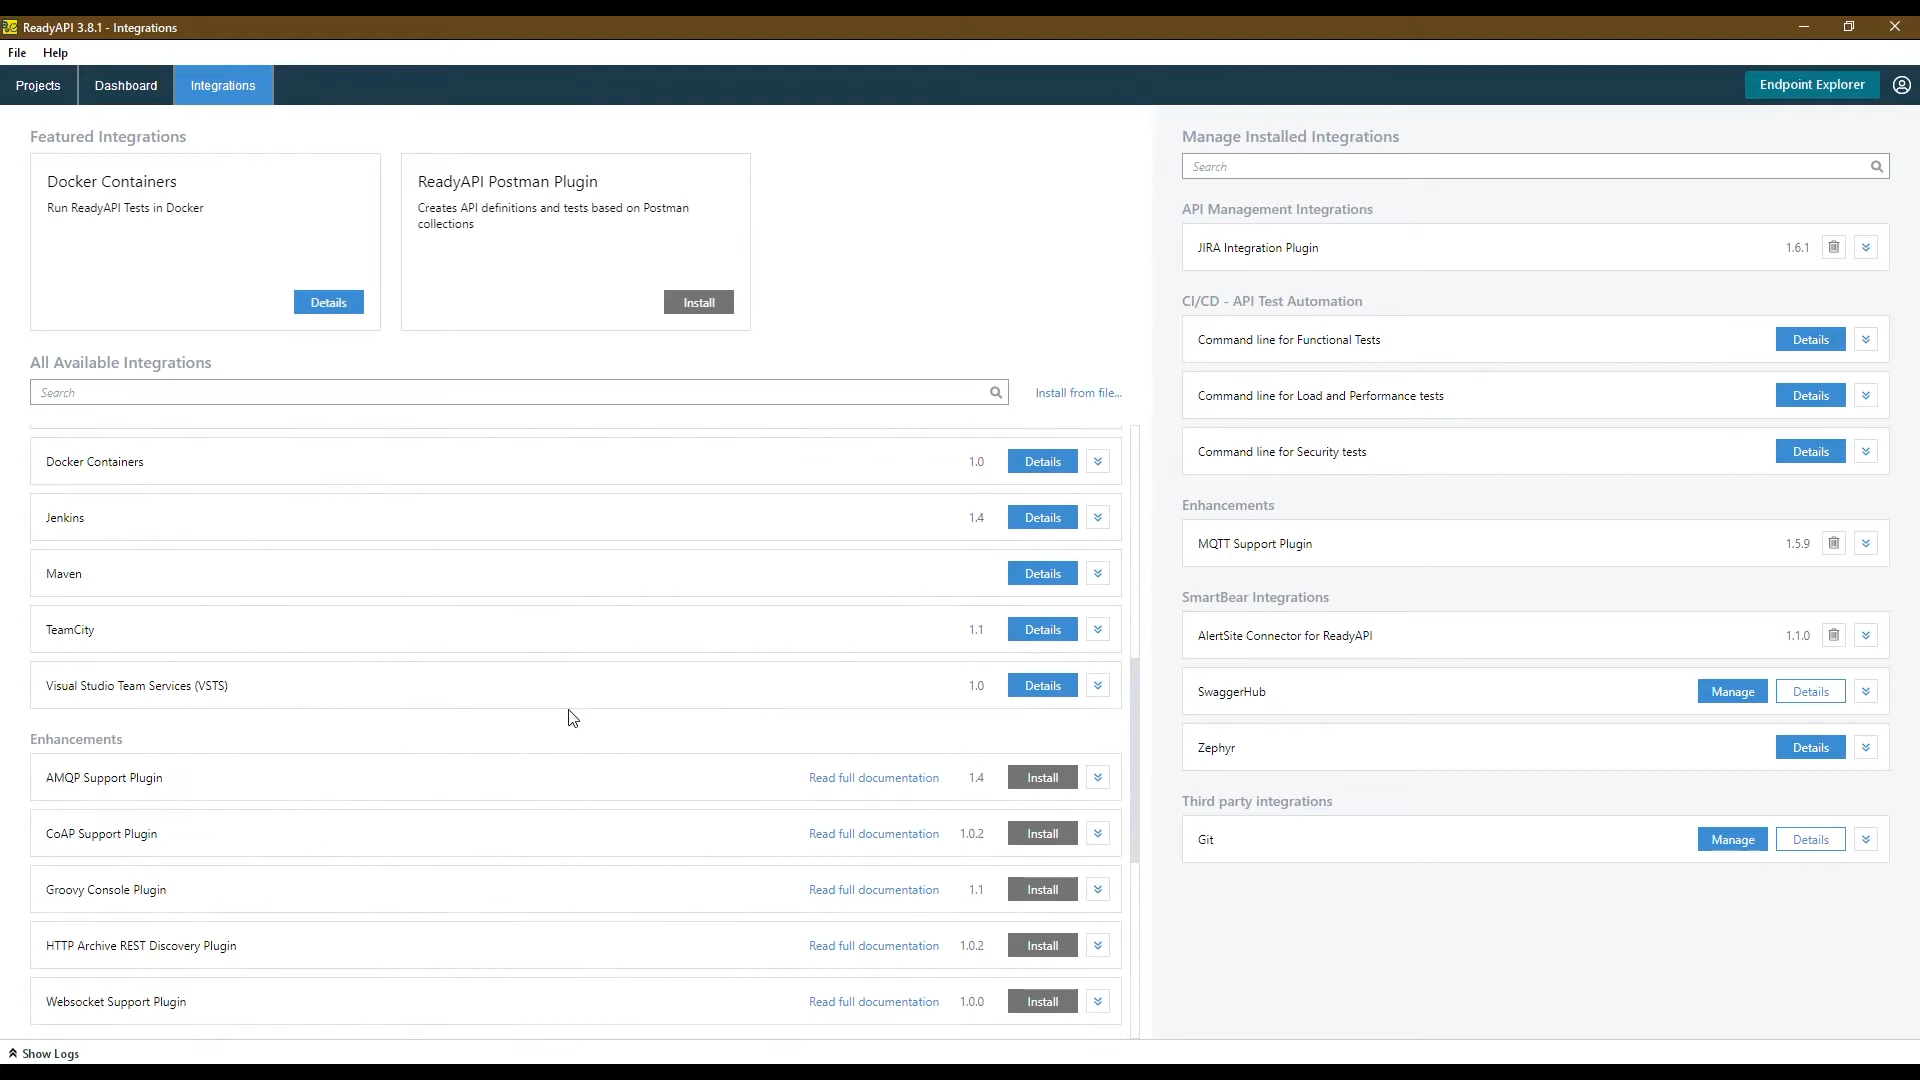 ReadyAPI 3.8.1 - Integrations
File Help
Projects Dashboard Integrations Endpoint Explorer
Featured Integrations
Docker Containers
Run ReadyAPI Tests in Docker
Details
ReadyAPI Postman Plugin
Creates API definitions and tests based on Postman
collections
Install
All Available Integrations
Search Install from file...
Docker Containers 1.0 Details
Jenkins 1.4 Details
Maven Details
TeamCity 1.1 Details
Visual Studio Team Services (VSTS) 1.0 Details
Enhancements
AMQP Support Plugin Read full documentation 1.4 Install
CoAP Support Plugin Read full documentation 1.0.2 Install
Groovy Console Plugin Read full documentation 1.1 Install
HTTP Archive REST Discovery Plugin Read full documentation 1.0.2 Install
Websocket Support Plugin Read full documentation 1.0.0 Install
Manage Installed Integrations
Search
API Management Integrations
JIRA Integration Plugin 1.6.1
CI/CD - API Test Automation
Command line for Functional Tests Details
Command line for Load and Performance tests Details
Command line for Security tests Details
Enhancements
MQTT Support Plugin 1.5.9
SmartBear Integrations
AlertSite Connector for ReadyAPI 1.1.0
SwaggerHub Manage Details
Zephyr Details
Third party integrations
Git Manage Details
Show Logs